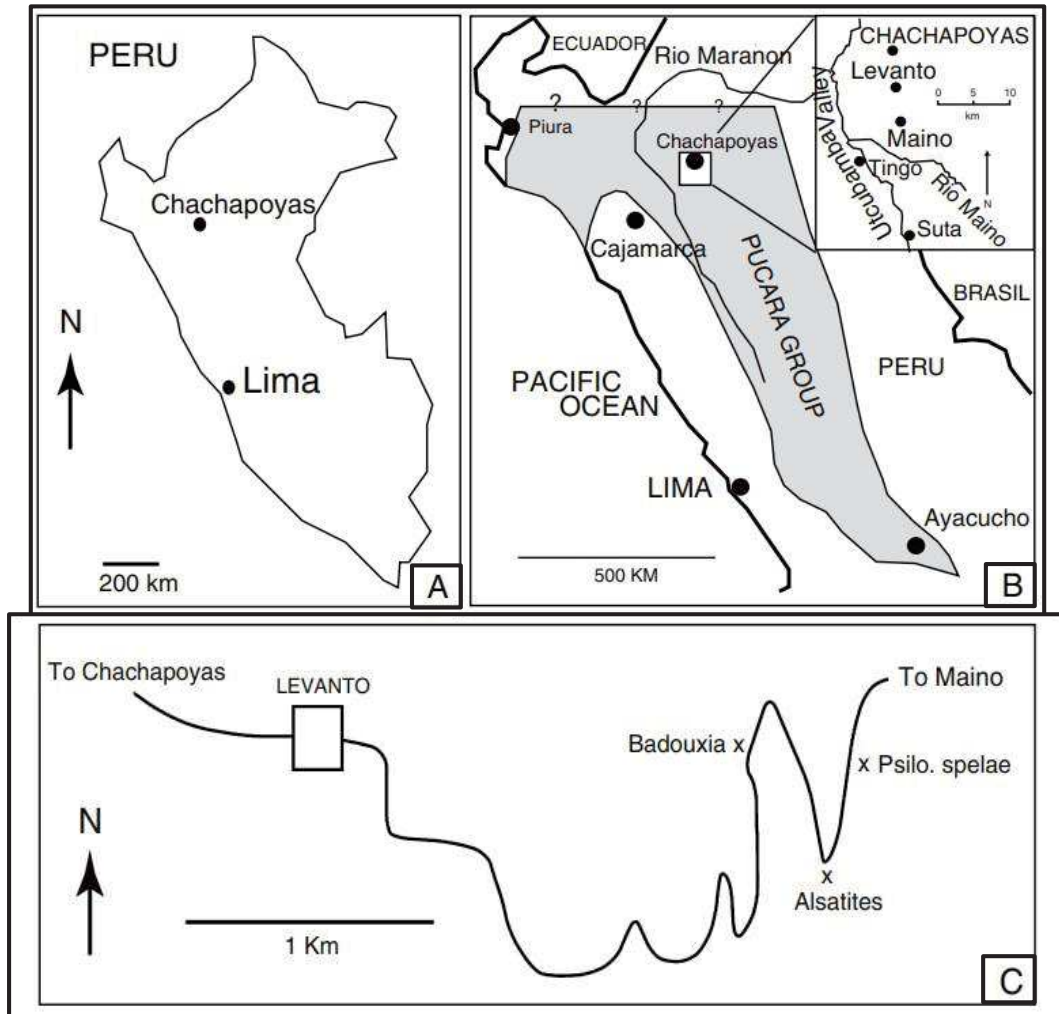 PERU
Chachapoyas
N
Lima
200 km
A
ECUADOR
Rio Maranon
? ? ?
Piura
Chachapoyas
Cajamarca
PUCARA GROUP
PACIFIC
OCEAN
PERU
BRASIL
LIMA
Ayacucho
500 KM
B
CHACHAPOYAS
Levanto
0 5 10
km
Maino
Utcubamba Valley
Tingo
Rio Maino
N
Suta
To Chachapoyas
LEVANTO
To Maino
Badouxia x
x Psilo. spelae
N
x
Alsatites
1 Km
C